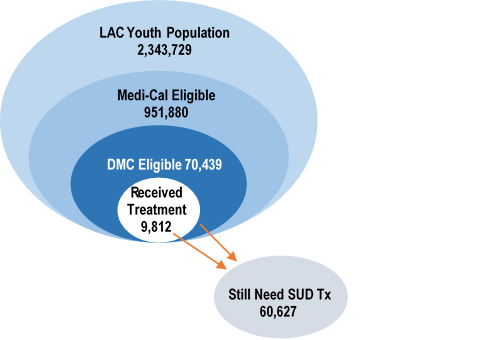 LAC Youth Population
2,343,729
Medi-Cal Eligible
951,880
DMC Eligible 70,439
Received
Treatment
9,812
Still Need SUD Tx
60,627